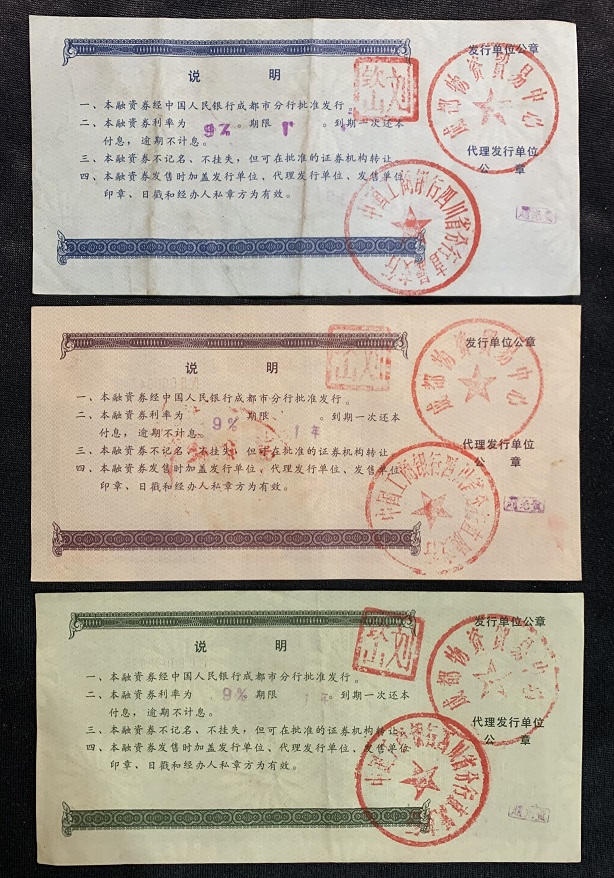 说 明
一、本融资券经中国人民银行成都市分行批准发行。
二、本融资券利率为 9% 。期限 。到期一次还本
付息，逾期不计息。
三、本融资券不记名、不挂失，但可在批准的证券机构转让。
四、本融资券发售时加盖发行单位、代理发行单位、发售单位
印章、日戳和经办人私章方为有效。
刘钦山
发行单位公章
成都物资贸易中心
代理发行单位
公 章
中国工商银行四川省分行
说 明
一、本融资券经中国人民银行成都市分行批准发行。
二、本融资券利率为 9% 期限 1年 。到期一次还本
付息，逾期不计息。
三、本融资券不记名、不挂失，但可在批准的证券机构转让
四、本融资券发售时加盖发行单位、代理发行单位、发售单位
印章、日戳和经办人私章方为有效。
发行单位公章
成都物资贸易中心
代理发行单位
公 章
中国工商银行四川省分行
说 明
一、本融资券经中国人民银行成都市分行批准发行。
二、本融资券利率为 9% 期限 1年 。到期一次还本
付息，逾期不计息。
三、本融资券不记名、不挂失，但可在批准的证券机构转让
四、本融资券发售时加盖发行单位、代理发行单位、发售单位
印章、日戳和经办人私章方为有效。
刘钦山
发行单位公章
成都物资贸易中心
代理发行单位
公 章
中国工商银行四川省分行